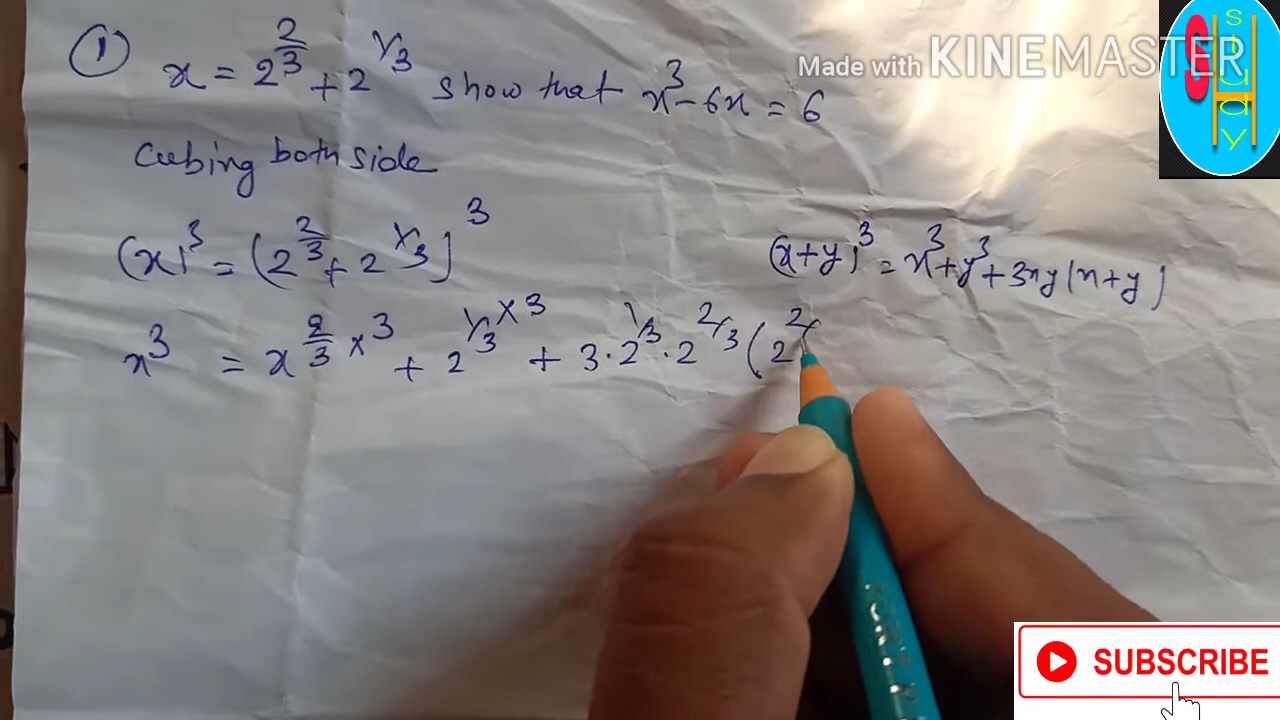 Made with KINEMASTER
STUDY
① x = 2^(2/3) + 2^(1/3) show that x³ - 6x = 6
Cubing both side
(x)³ = (2^(2/3) + 2^(1/3))³
(x+y)³ = x³+y³+3xy(x+y)
x³ = x^(2/3 × 3) + 2^(1/3 × 3) + 3·2^(1/3)·2^(2/3) (2^(2/
SUBSCRIBE